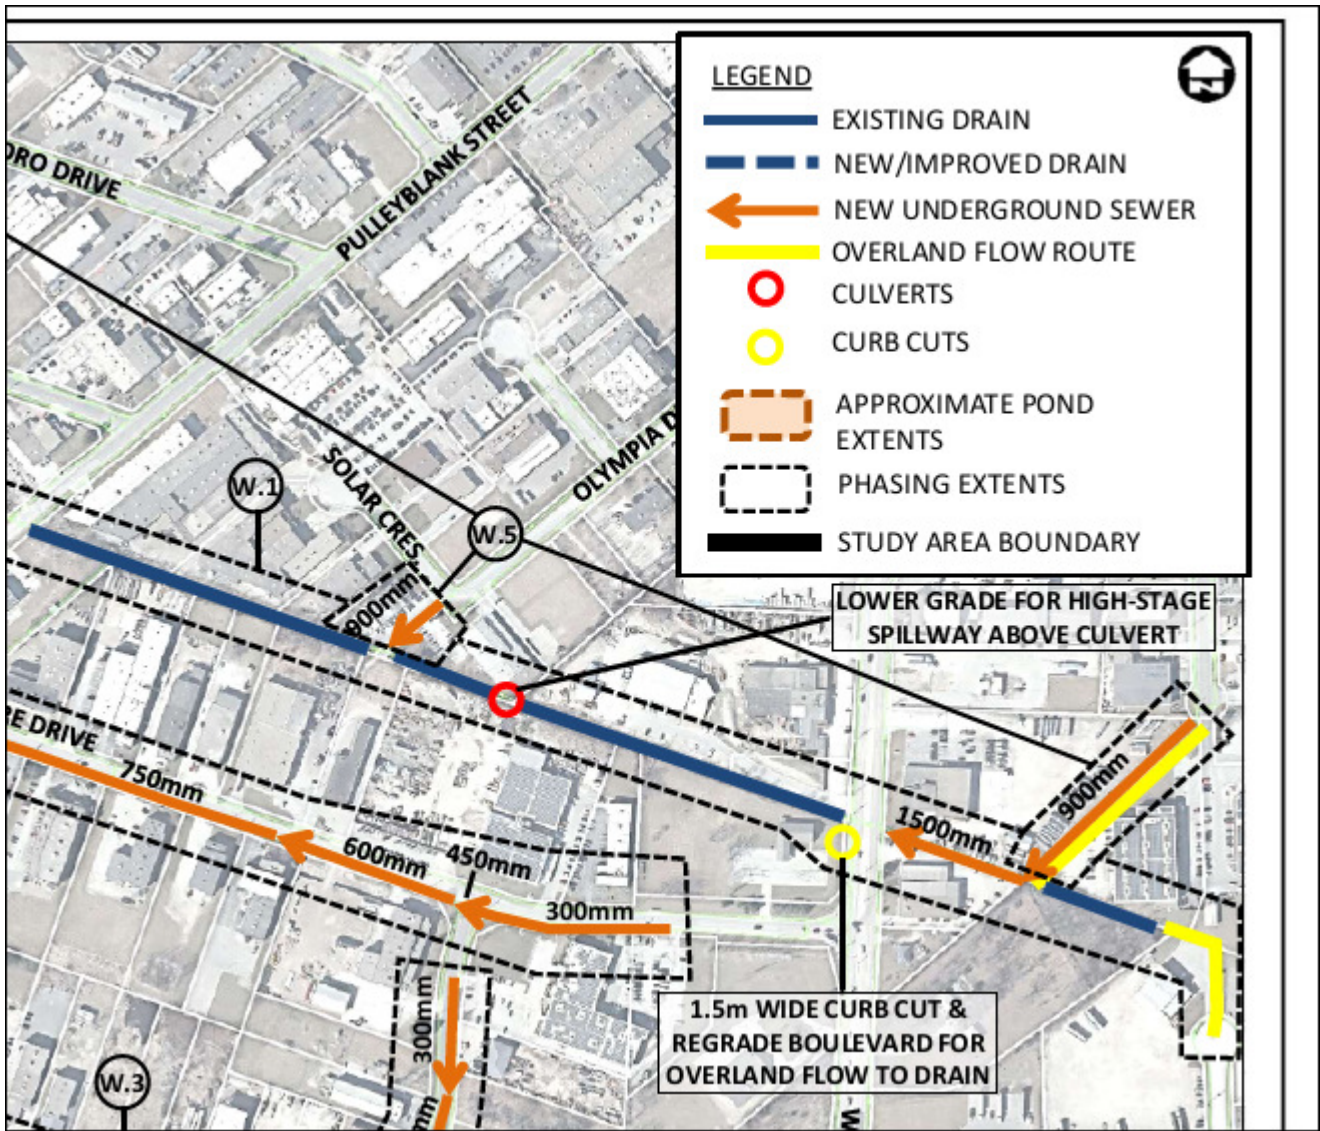 LEGEND
EXISTING DRAIN
NEW/IMPROVED DRAIN
NEW UNDERGROUND SEWER
OVERLAND FLOW ROUTE
CULVERTS
CURB CUTS
APPROXIMATE POND
EXTENTS
PHASING EXTENTS
STUDY AREA BOUNDARY
N
ORO DRIVE
PULLEYBLANK STREET
OLYMPIA D
SOLAR CRES.
W.1
W.5
900mm
LOWER GRADE FOR HIGH-STAGE
SPILLWAY ABOVE CULVERT
RE DRIVE
750mm
600mm
450mm
300mm
1500mm
900mm
300mm
1.5m WIDE CURB CUT &
REGRADE BOULEVARD FOR
OVERLAND FLOW TO DRAIN
W.3
mm
W